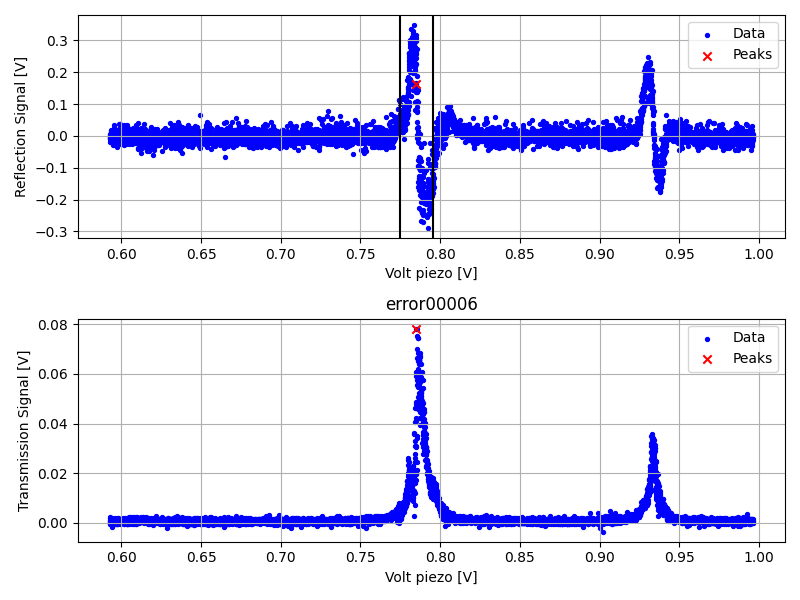 0.3
0.2
0.1
0.0
−0.1
−0.2
−0.3
Reflection Signal [V]
Data
Peaks
0.60 0.65 0.70 0.75 0.80 0.85 0.90 0.95 1.00
Volt piezo [V]
error00006
0.08
0.06
0.04
0.02
0.00
Transmission Signal [V]
Data
Peaks
0.60 0.65 0.70 0.75 0.80 0.85 0.90 0.95 1.00
Volt piezo [V]